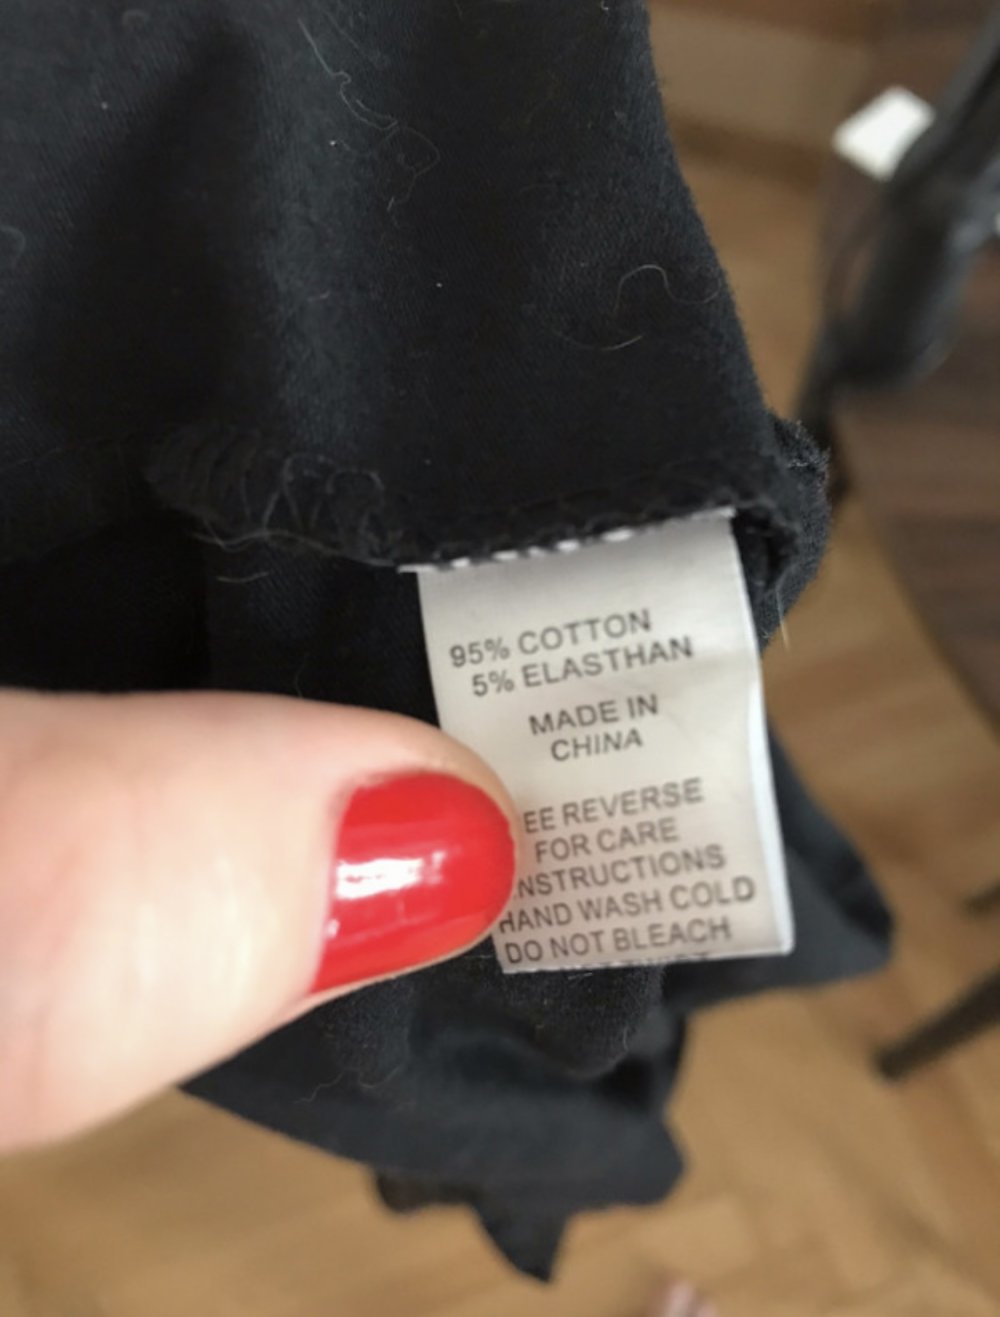 95% COTTON
5% ELASTHAN
MADE IN
CHINA
EE REVERSE
FOR CARE
NSTRUCTIONS
HAND WASH COLD
DO NOT BLEACH